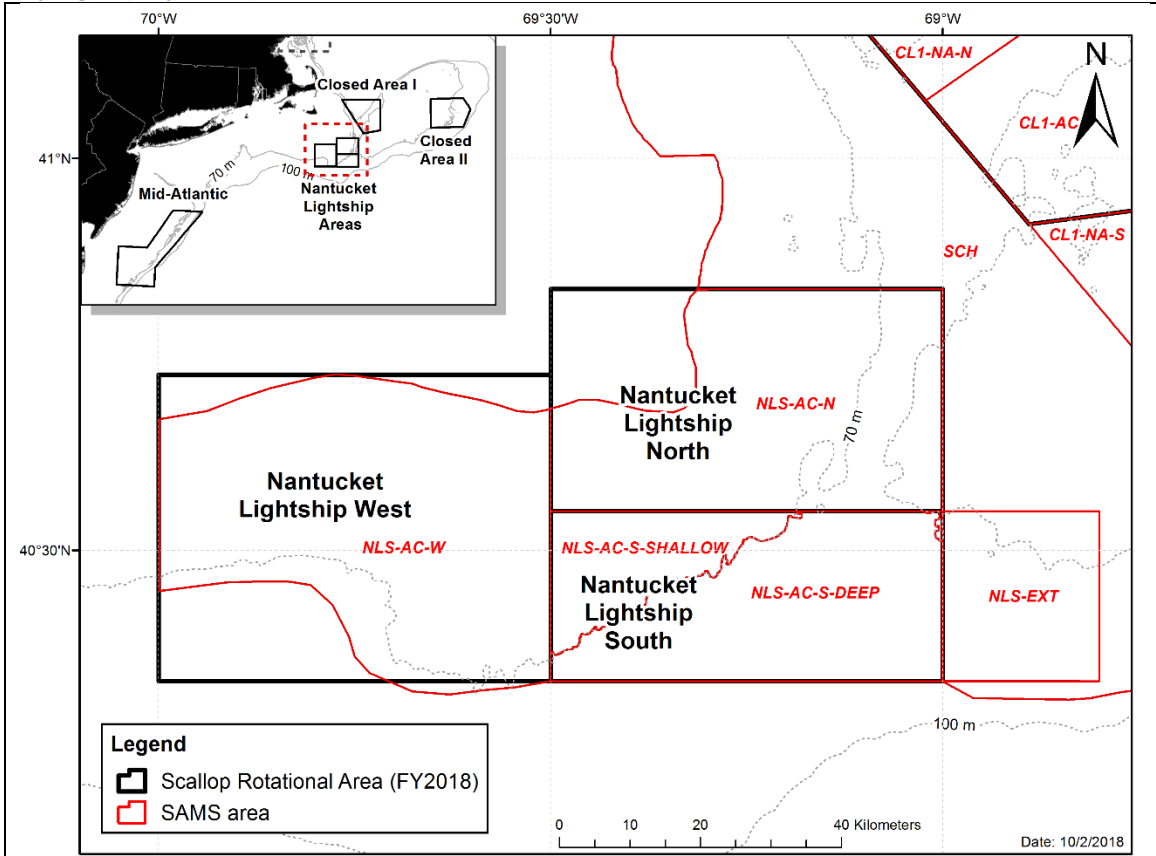 70°W
69°30'W
69°W
CL1-NA-N
N
Closed Area I
CL1-AC
Closed
Area II
41°N
70 m
100 m
Nantucket
Lightship
Areas
Mid-Atlantic
CL1-NA-S
SCH
Nantucket
Lightship
North
NLS-AC-N
70 m
Nantucket
Lightship West
40°30'N
NLS-AC-W
NLS-AC-S-SHALLOW
Nantucket
Lightship
South
NLS-AC-S-DEEP
NLS-EXT
100 m
Legend
Scallop Rotational Area (FY2018)
SAMS area
0 10 20 40 Kilometers
Date: 10/2/2018